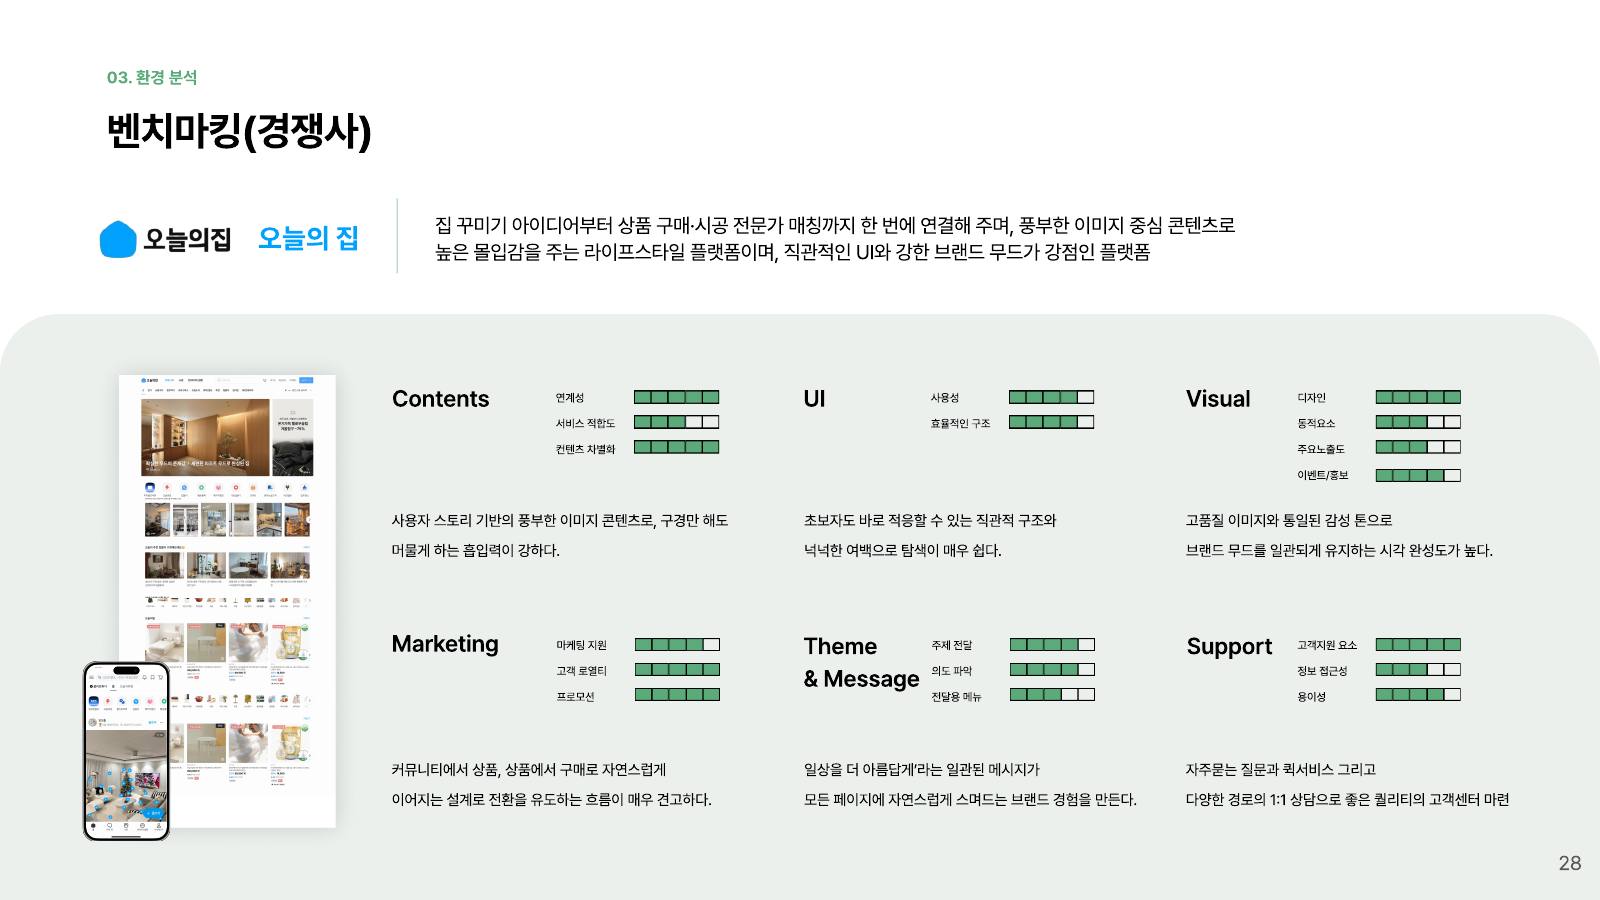 03. 환경 분석
벤치마킹(경쟁사)
오늘의집
오늘의 집
집 꾸미기 아이디어부터 상품 구매·시공 전문가 매칭까지 한 번에 연결해 주며, 풍부한 이미지 중심 콘텐츠로
높은 몰입감을 주는 라이프스타일 플랫폼이며, 직관적인 UI와 강한 브랜드 무드가 강점인 플랫폼
Contents
연계성
서비스 적합도
컨텐츠 차별화
사용자 스토리 기반의 풍부한 이미지 콘텐츠로, 구경만 해도
머물게 하는 흡입력이 강하다.
UI
사용성
효율적인 구조
초보자도 바로 적응할 수 있는 직관적 구조와
넉넉한 여백으로 탐색이 매우 쉽다.
Visual
디자인
동적요소
주요노출도
이벤트/홍보
고품질 이미지와 통일된 감성 톤으로
브랜드 무드를 일관되게 유지하는 시각 완성도가 높다.
Marketing
마케팅 지원
고객 로열티
프로모션
커뮤니티에서 상품, 상품에서 구매로 자연스럽게
이어지는 설계로 전환을 유도하는 흐름이 매우 견고하다.
Theme
& Message
주제 전달
의도 파악
전달용 메뉴
일상을 더 아름답게'라는 일관된 메시지가
모든 페이지에 자연스럽게 스며드는 브랜드 경험을 만든다.
Support
고객지원 요소
정보 접근성
용이성
자주묻는 질문과 퀵서비스 그리고
다양한 경로의 1:1 상담으로 좋은 퀄리티의 고객센터 마련
28